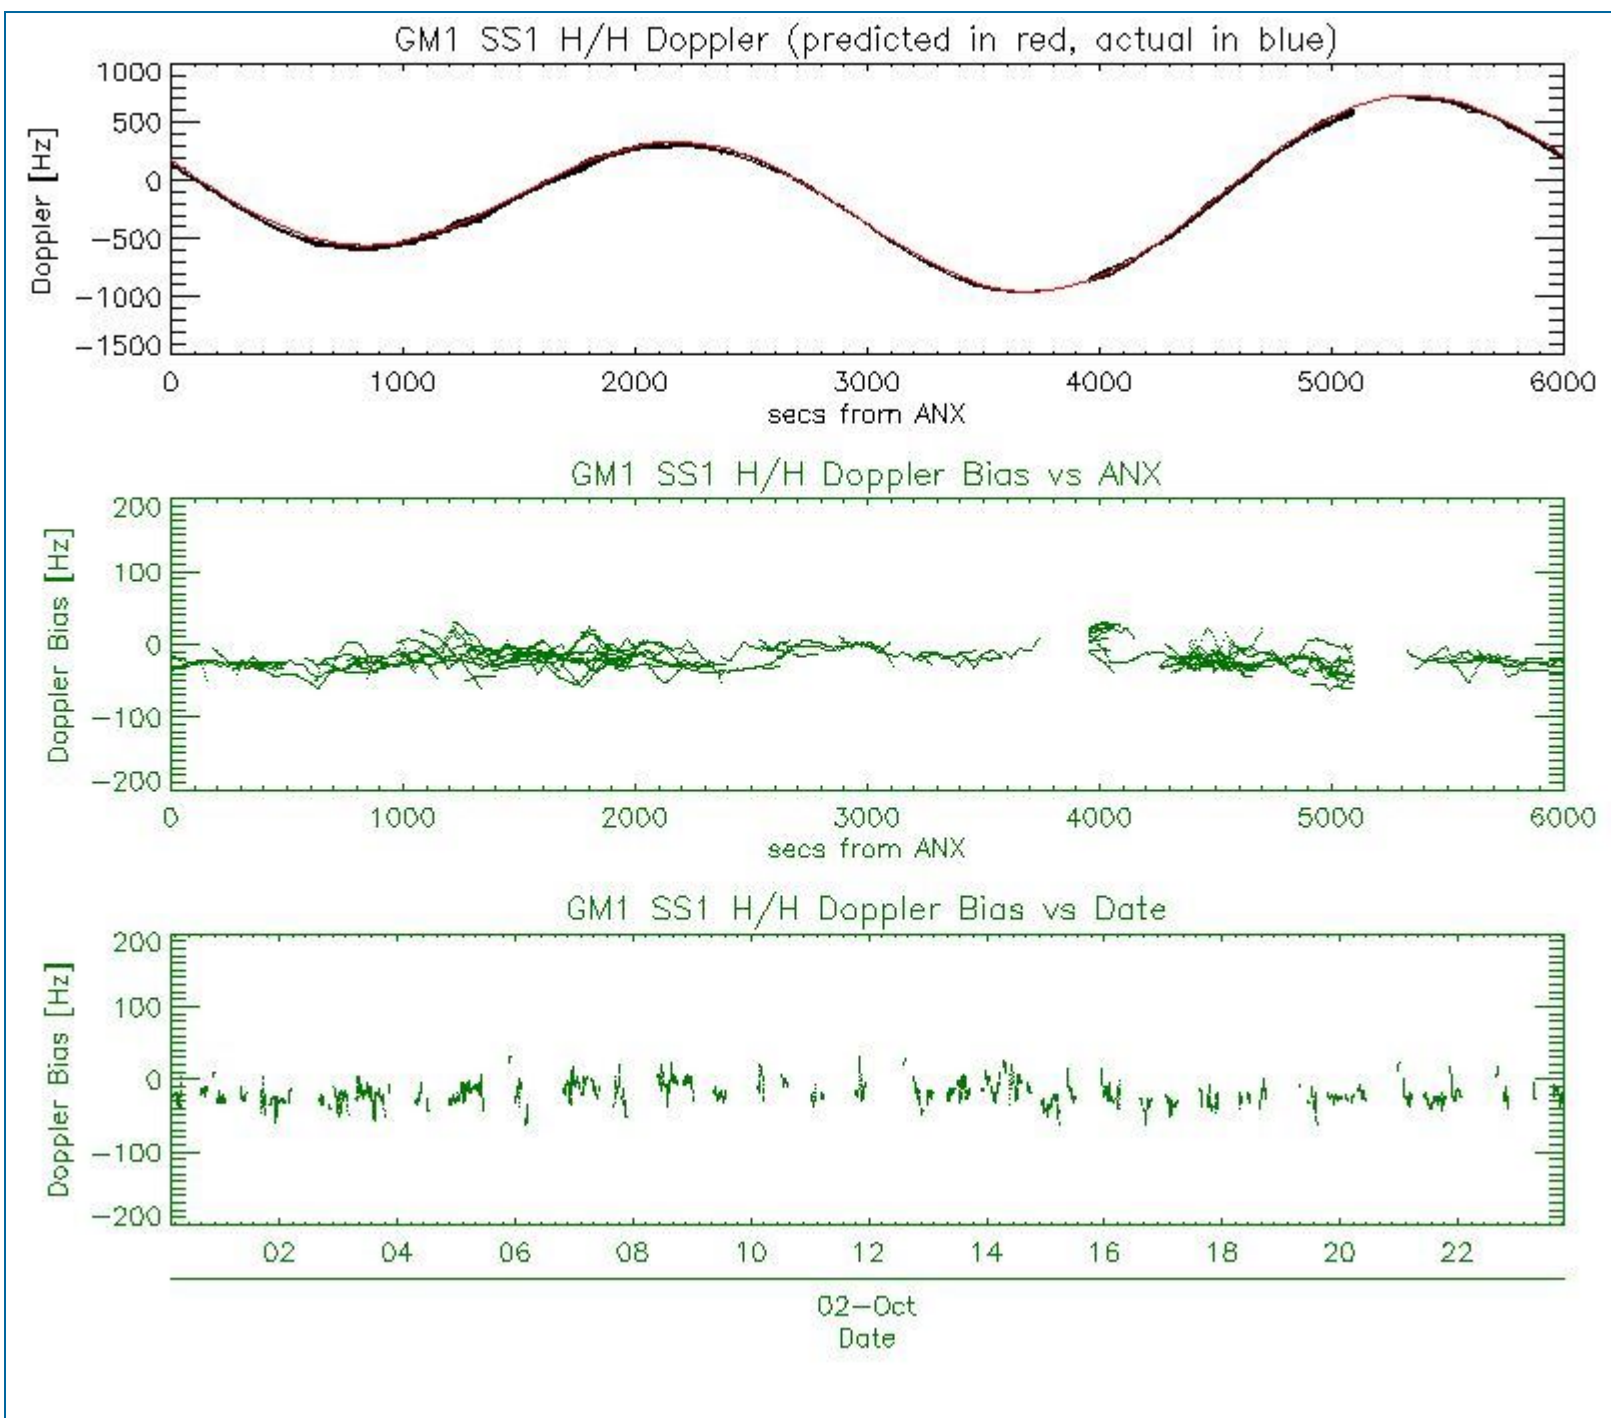 GM1 SS1 H/H Doppler (predicted in red, actual in blue)
1000
500
0
-500
-1000
-1500
Doppler [Hz]
0 1000 2000 3000 4000 5000 6000
secs from ANX
GM1 SS1 H/H Doppler Bias vs ANX
200
100
0
-100
-200
Doppler Bias [Hz]
0 1000 2000 3000 4000 5000 6000
secs from ANX
GM1 SS1 H/H Doppler Bias vs Date
200
100
0
-100
-200
Doppler Bias [Hz]
02 04 06 08 10 12 14 16 18 20 22
02-Oct
Date